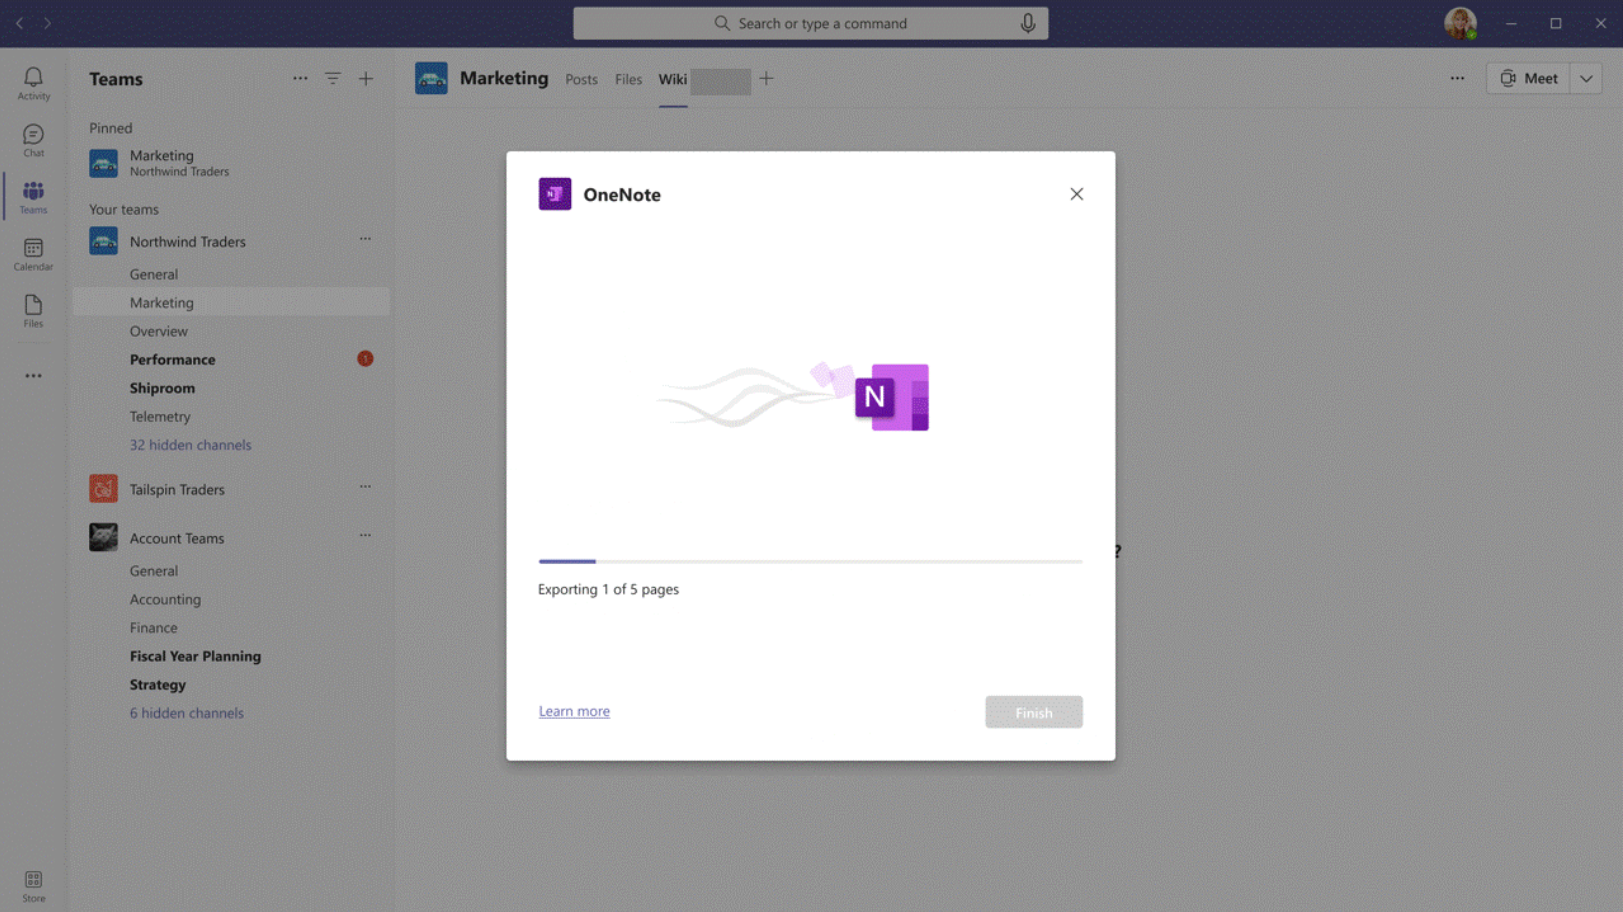 Search or type a command
Activity
Chat
Teams
Calendar
Files
Store
Teams
Pinned
Marketing
Northwind Traders
Your teams
Northwind Traders
General
Marketing
Overview
Performance
1
Shiproom
Telemetry
32 hidden channels
Tailspin Traders
Account Teams
General
Accounting
Finance
Fiscal Year Planning
Strategy
6 hidden channels
Marketing Posts Files Wiki
Meet
N OneNote
N
?
Exporting 1 of 5 pages
Learn more
Finish